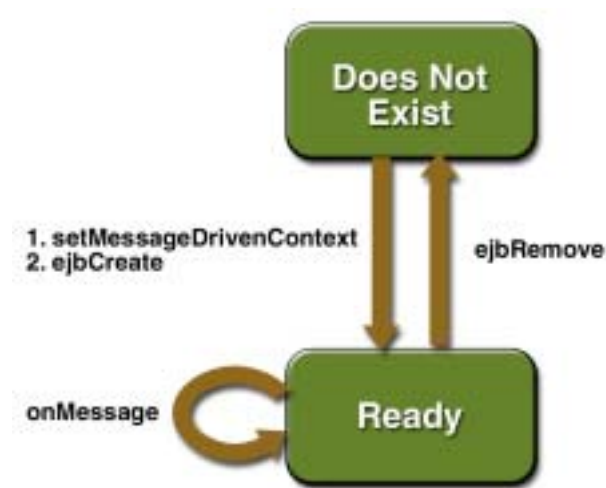 Does Not
Exist
1. setMessageDrivenContext
2. ejbCreate
ejbRemove
onMessage
Ready